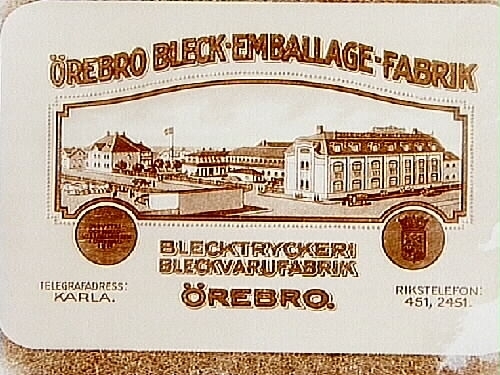 ÖREBRO BLECK-EMBALLAGE-FABRIK
BLECKTRYCKERI
BLECKVARUFABRIK
ÖREBRO.
TELEGRAFADRESS:
KARLA.
RIKSTELEFON:
451, 2451.